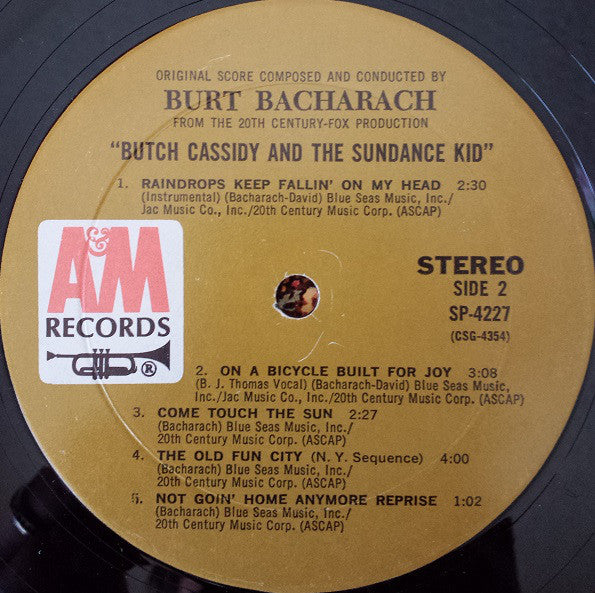 ORIGINAL SCORE COMPOSED AND CONDUCTED BY
BURT BACHARACH
FROM THE 20TH CENTURY-FOX PRODUCTION
"BUTCH CASSIDY AND THE SUNDANCE KID"
1. RAINDROPS KEEP FALLIN' ON MY HEAD 2:30
(Instrumental) (Bacharach-David) Blue Seas Music, Inc./
Jac Music Co., Inc./20th Century Music Corp. (ASCAP)
A&M
RECORDS
®
STEREO
SIDE 2
SP-4227
(CSG-4354)
2. ON A BICYCLE BUILT FOR JOY 3:08
(B. J. Thomas Vocal) (Bacharach-David) Blue Seas Music,
Inc./Jac Music Co., Inc./20th Century Music Corp. (ASCAP)
3. COME TOUCH THE SUN 2:27
(Bacharach) Blue Seas Music, Inc./
20th Century Music Corp. (ASCAP)
4. THE OLD FUN CITY (N. Y. Sequence) 4:00
(Bacharach) Blue Seas Music, Inc./
20th Century Music Corp. (ASCAP)
5. NOT GOIN' HOME ANYMORE REPRISE 1:02
(Bacharach) Blue Seas Music, Inc./
20th Century Music Corp. (ASCAP)